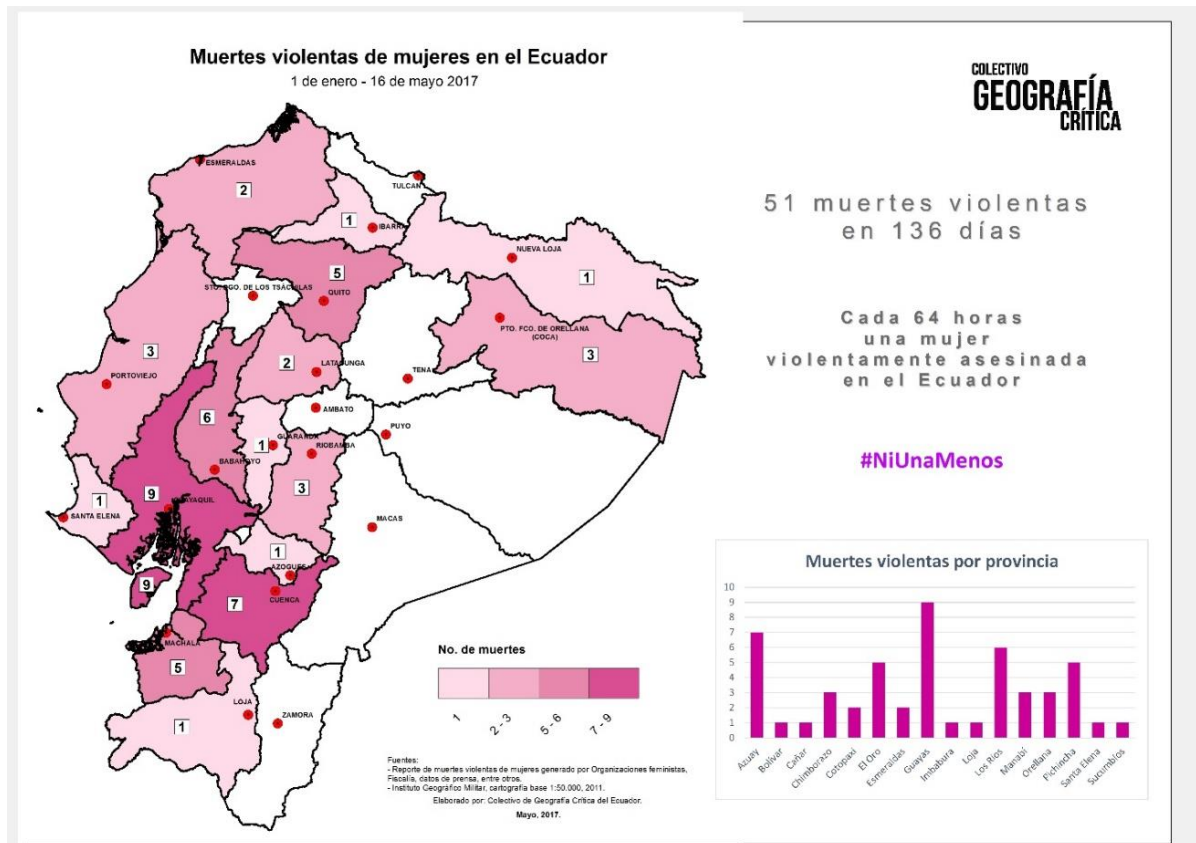 Muertes violentas de mujeres en el Ecuador
1 de enero - 16 de mayo 2017
ESMERALDAS
2
TULCAN
1
IBARRA
NUEVA LOJA
1
5
STO. DGO. DE LOS TSÁCHILAS
QUITO
PTO. FCO. DE ORELLANA
(COCA)
3
3
PORTOVIEJO
2
LATACUNGA
TENA
AMBATO
6
PUYO
1
GUARANDA
RIOBAMBA
BABAHOYO
3
9
1
GUAYAQUIL
SANTA ELENA
MACAS
1
AZOGUES
9
7
CUENCA
MACHALA
5
LOJA
1
ZAMORA
No. de muertes
1
2 - 3
5 - 6
7 - 9
Fuentes:
- Reporte de muertes violentas de mujeres generado por Organizaciones feministas,
Fiscalía, datos de prensa, entre otros.
- Instituto Geográfico Militar, cartografía base 1:50.000, 2011.
Elaborado por: Colectivo de Geografía Crítica del Ecuador.
Mayo, 2017.
COLECTIVO
GEOGRAFÍA
CRÍTICA
51 muertes violentas
en 136 días
Cada 64 horas
una mujer
violentamente asesinada
en el Ecuador
#NiUnaMenos
Muertes violentas por provincia
10
9
8
7
6
5
4
3
2
1
0
Azuay
Bolívar
Cañar
Chimborazo
Cotopaxi
El Oro
Esmeraldas
Guayas
Imbabura
Loja
Los Ríos
Manabí
Orellana
Pichincha
Santa Elena
Sucumbíos